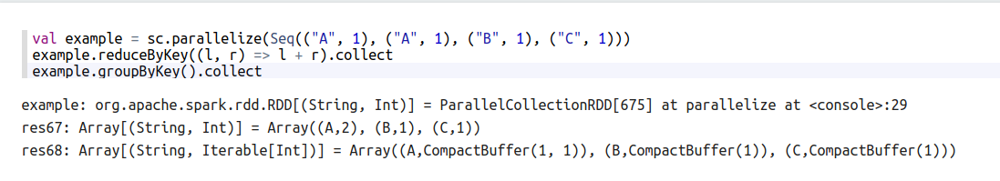 val example = sc.parallelize(Seq(("A", 1), ("A", 1), ("B", 1), ("C", 1)))
example.reduceByKey((l, r) => l + r).collect
example.groupByKey().collect
example: org.apache.spark.rdd.RDD[(String, Int)] = ParallelCollectionRDD[675] at parallelize at <console>:29
res67: Array[(String, Int)] = Array((A,2), (B,1), (C,1))
res68: Array[(String, Iterable[Int])] = Array((A,CompactBuffer(1, 1)), (B,CompactBuffer(1)), (C,CompactBuffer(1)))